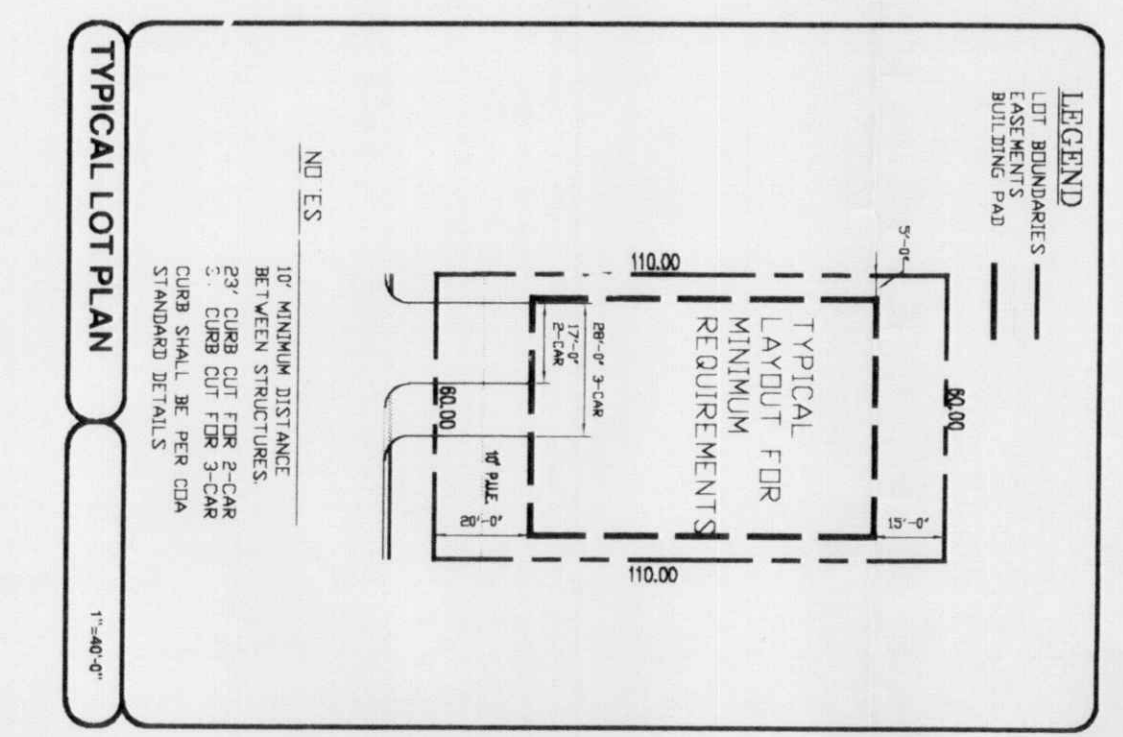 LEGEND
LOT BOUNDARIES
EASEMENTS
BUILDING PAD
5'-0"
60.00
15'-0"
110.00
TYPICAL
LAYOUT FOR
MINIMUM
REQUIREMENTS
110.00
28'-0" 3-CAR
17'-0"
2-CAR
10' P.U.E.
20'-0"
60.00
NO ES
10' MINIMUM DISTANCE
BETWEEN STRUCTURES.
23' CURB CUT FOR 2-CAR
CURB CUT FOR 3-CAR
CURB SHALL BE PER COA
STANDARD DETAILS
TYPICAL LOT PLAN
1"=40'-0"